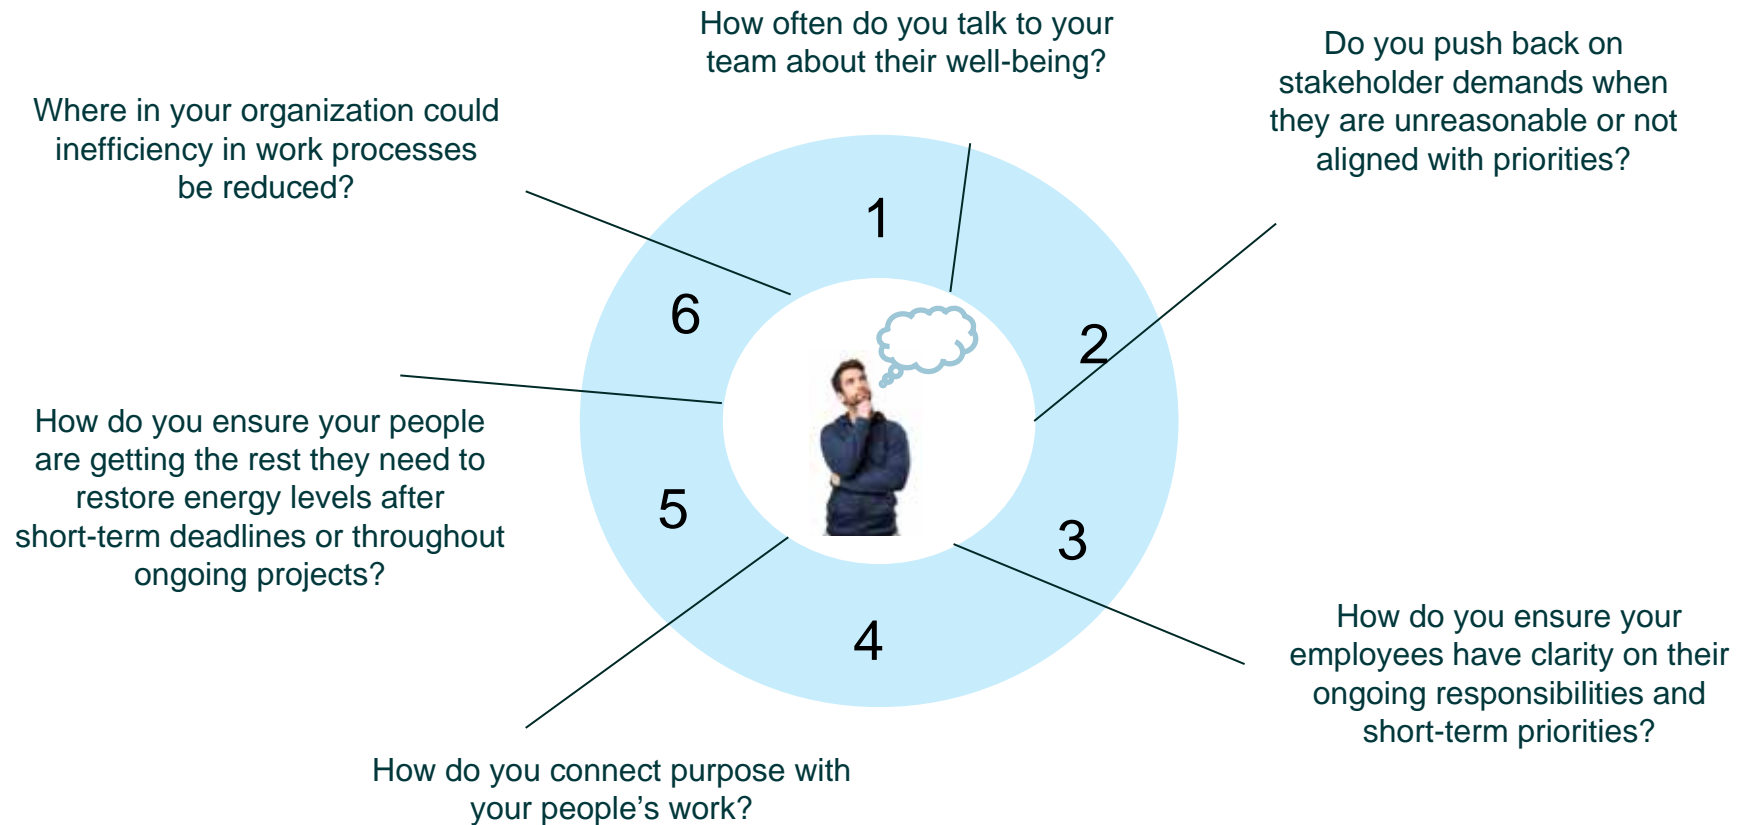 How often do you talk to your
team about their well-being?
Do you push back on
stakeholder demands when
they are unreasonable or not
aligned with priorities?
Where in your organization could
inefficiency in work processes
be reduced?
1
2
6
How do you ensure your people
are getting the rest they need to
restore energy levels after
short-term deadlines or throughout
ongoing projects?
5
3
4
How do you ensure your
employees have clarity on their
ongoing responsibilities and
short-term priorities?
How do you connect purpose with
your people’s work?